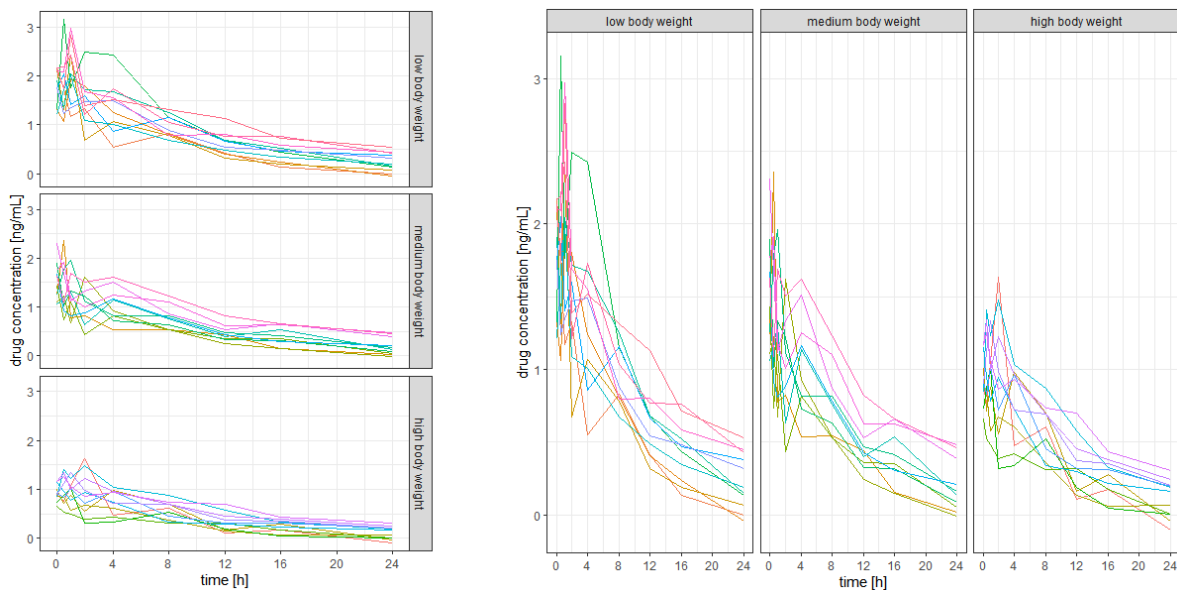 3
2
1
0
low body weight
3
2
1
0
medium body weight
3
2
1
0
high body weight
drug concentration [ng/mL]
0 4 8 12 16 20 24
time [h]
low body weight medium body weight high body weight
3
2
1
0
drug concentration [ng/mL]
0 4 8 12 16 20 24 0 4 8 12 16 20 24 0 4 8 12 16 20 24
time [h]